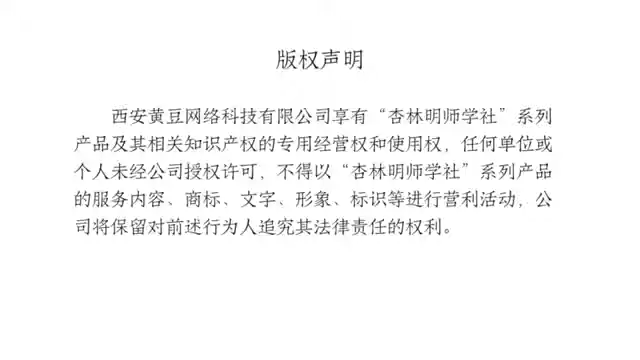 版权声明
西安黄豆网络科技有限公司享有“杏林明师学社”系列
产品及其相关知识产权的专用经营权和使用权，任何单位或
个人未经公司授权许可，不得以“杏林明师学社”系列产品
的服务内容、商标、文字、形象、标识等进行营利活动，公
司将保留对前述行为人追究其法律责任的权利。